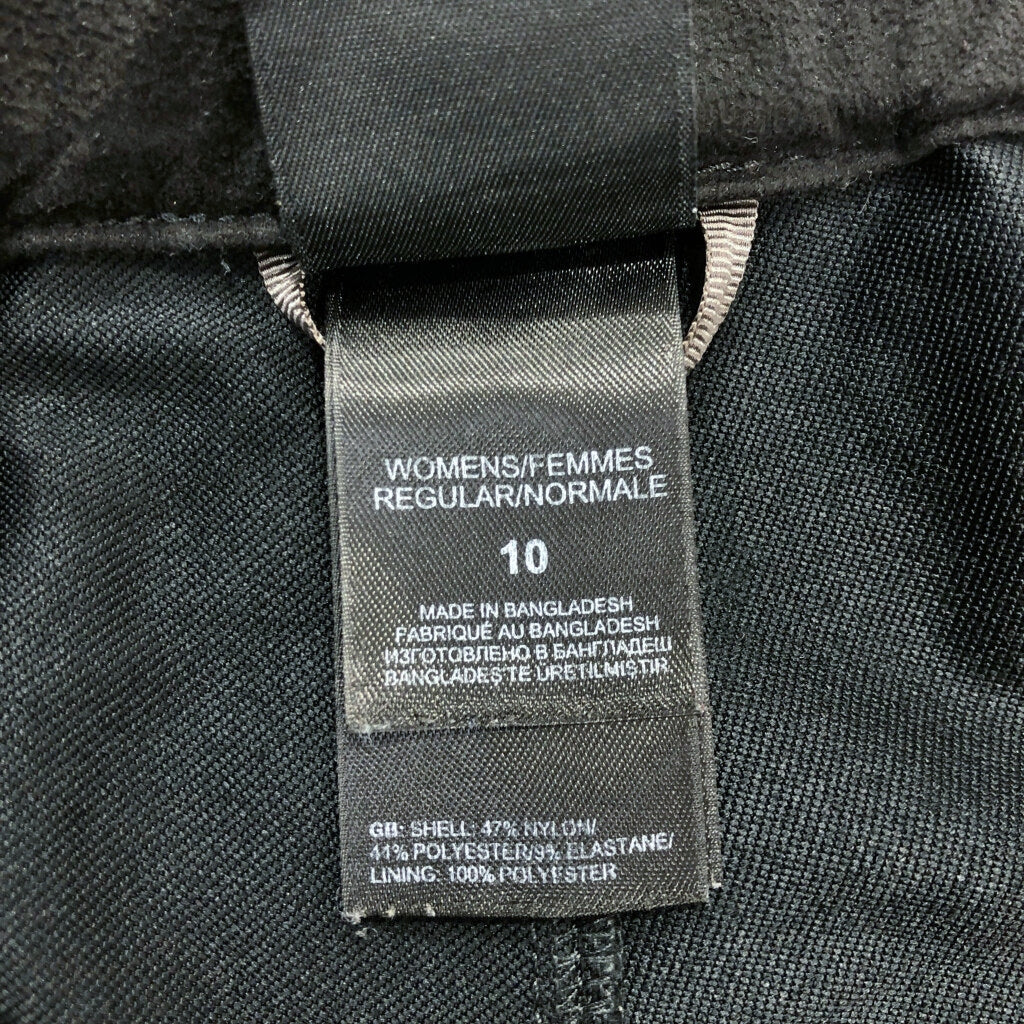 WOMENS/FEMMES
REGULAR/NORMALE
10
MADE IN BANGLADESH
FABRIQUÉ AU BANGLADESH
ИЗГОТОВЛЕНО В БАНГЛАДЕШ
BANGLADEŞ'TE ÜRETILMIŞTIR
GB: SHELL: 47% NYLON/
44% POLYESTER/9% ELASTANE/
LINING: 100% POLYESTER